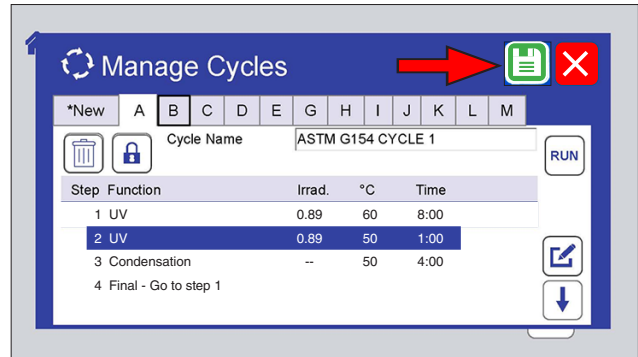 Manage Cycles
*New A B C D E G H I J K L M
Cycle Name ASTM G154 CYCLE 1
RUN
Step Function Irrad. °C Time
1 UV 0.89 60 8:00
2 UV 0.89 50 1:00
3 Condensation -- 50 4:00
4 Final - Go to step 1